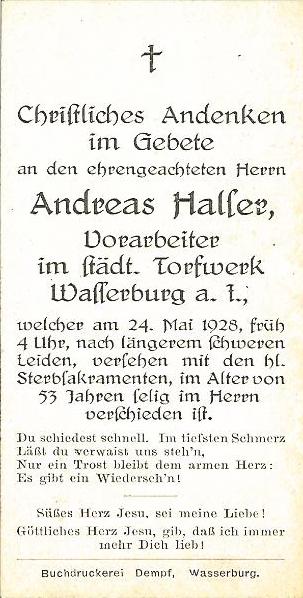 Christliches Andenken
im Gebete
an den ehrengeachteten Herrn
Andreas Halser,
Vorarbeiter
im städt. Torfwerk
Wasserburg a. I.,
welcher am 24. Mai 1928, früh
4 Uhr, nach längerem schweren
Leiden, versehen mit den hl.
Sterbsakramenten, im Alter von
53 Jahren selig im Herrn
verschieden ist.
Du schiedest schnell. Im tiefsten Schmerz
Läßt du verwaist uns steh'n,
Nur ein Trost bleibt dem armen Herz:
Es gibt ein Wiederseh'n!
Süßes Herz Jesu, sei meine Liebe!
Göttliches Herz Jesu, gib, daß ich immer
mehr Dich lieb!
Buchdruckerei Dempf, Wasserburg.